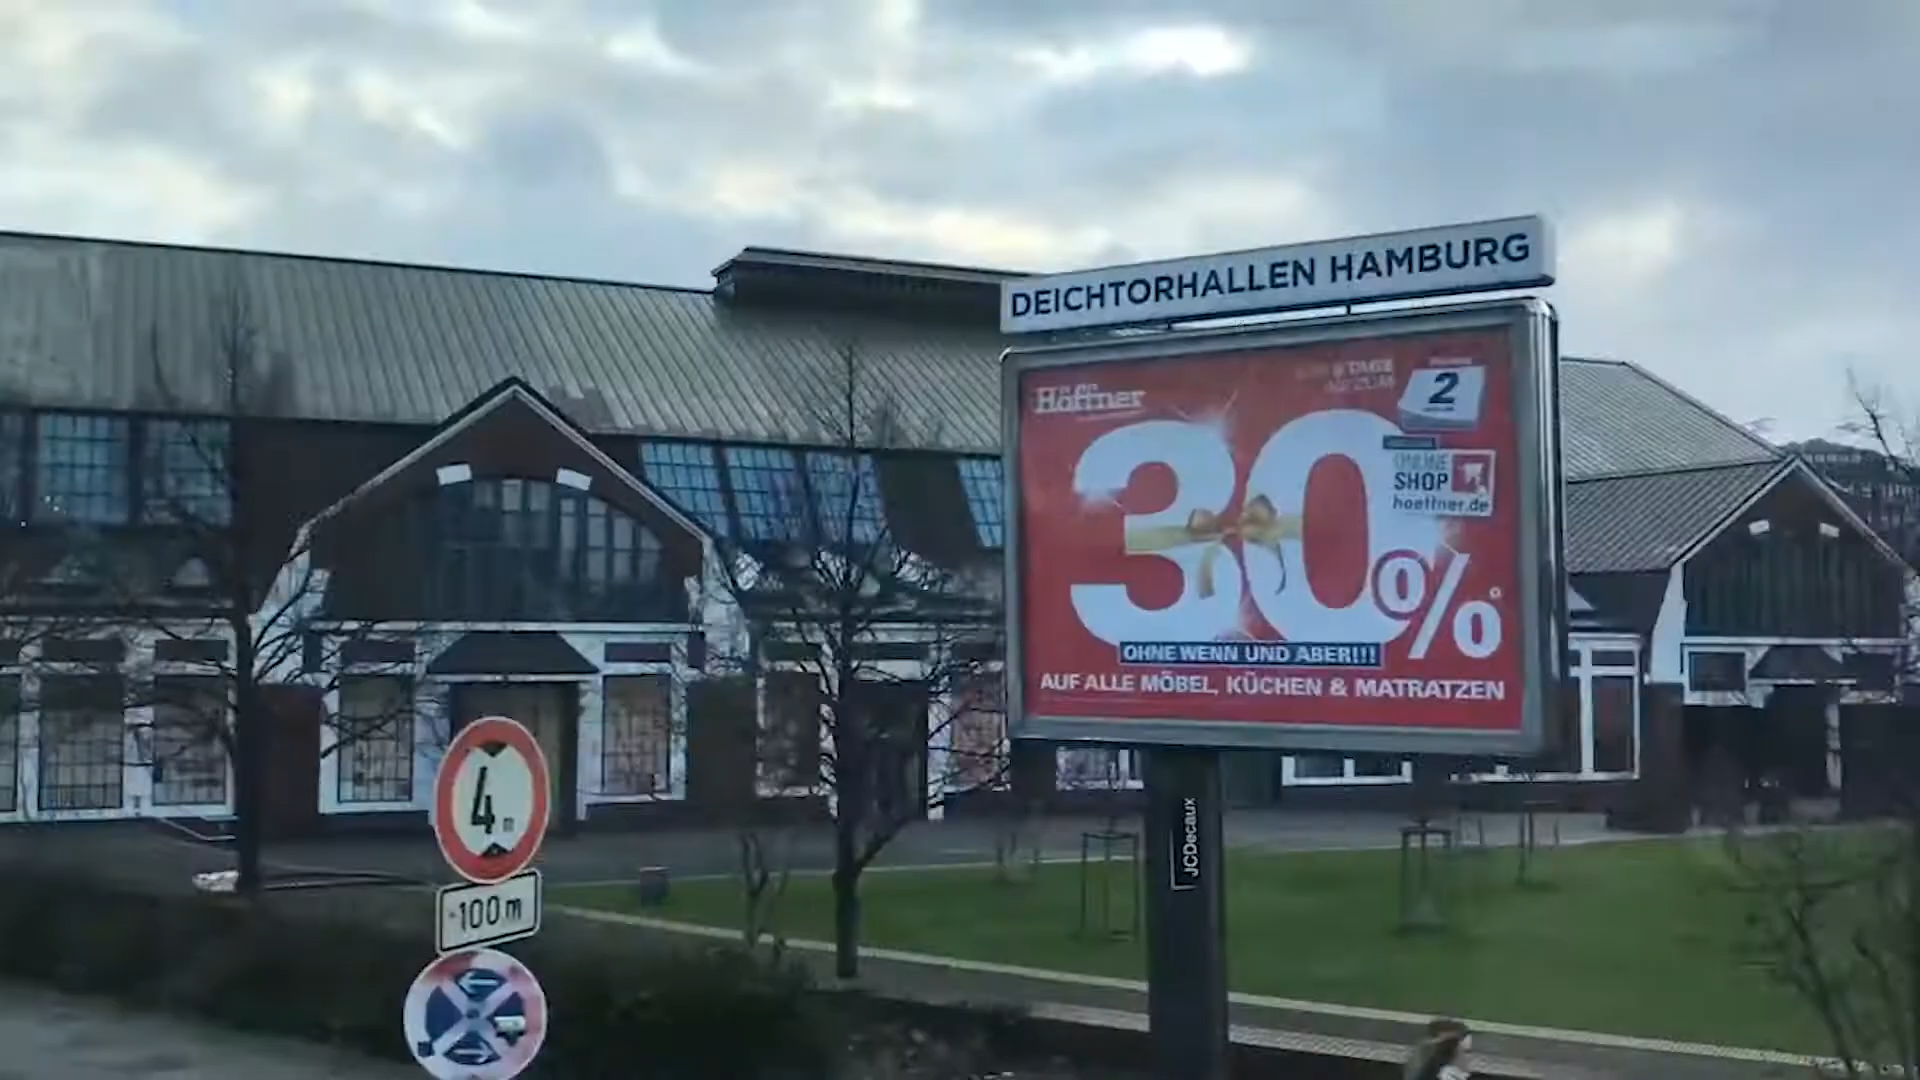 DEICHTORHALLEN HAMBURG
Höffner
2
30%
ONLINE
SHOP
hoeffner.de
OHNE WENN UND ABER!!!
AUF ALLE MÖBEL, KÜCHEN & MATRATZEN
JCDecaux
4 m
100 m